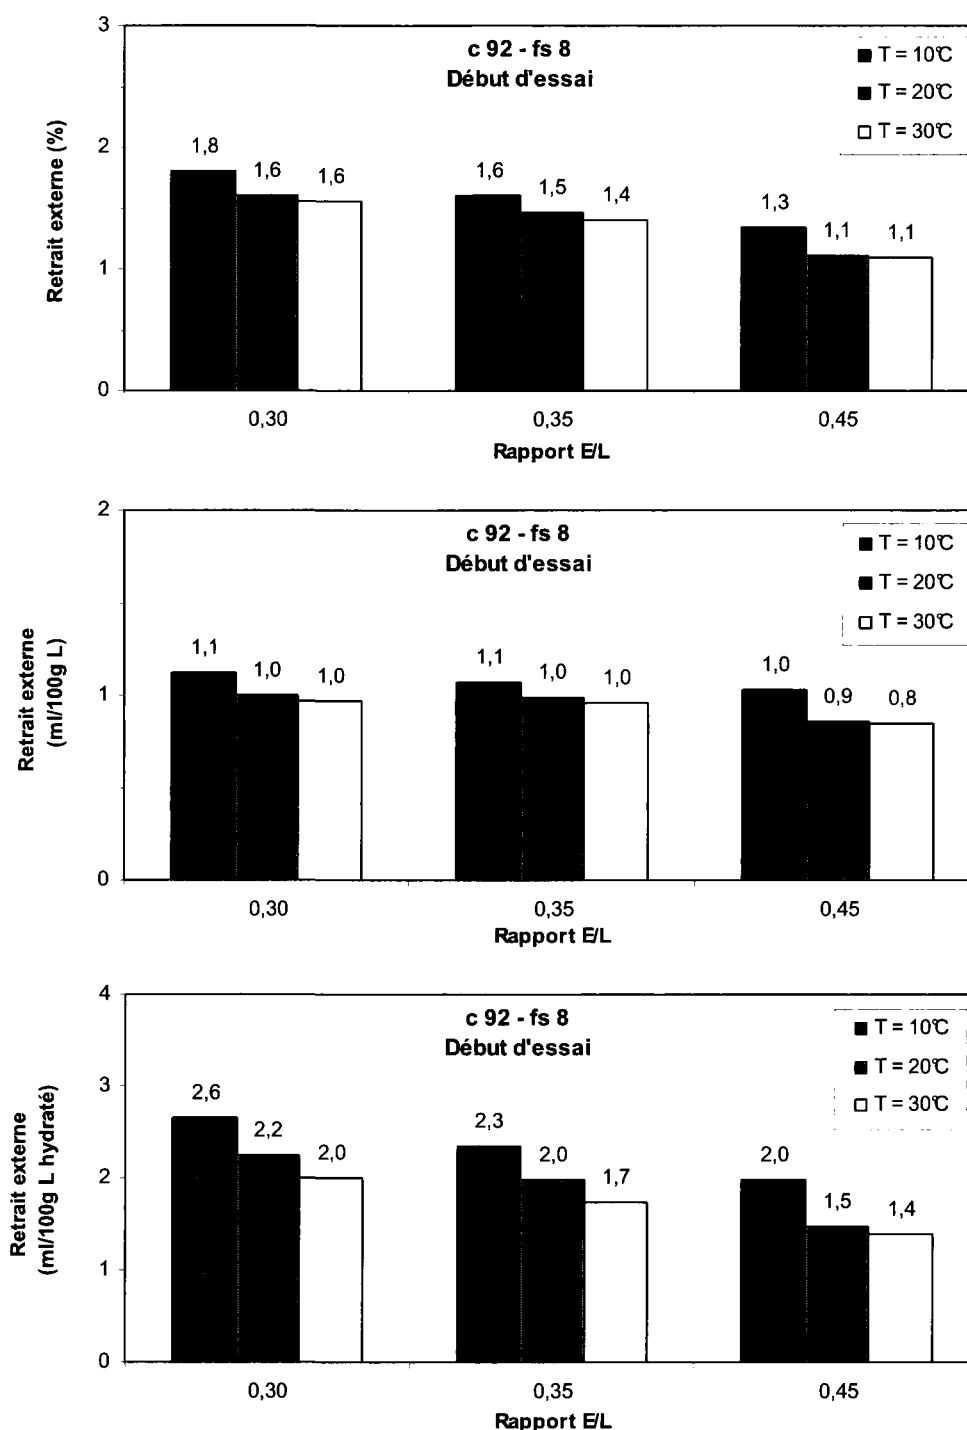 3
c 92 - fs 8
Début d'essai
T = 10°C
T = 20°C
T = 30°C
Retrait externe (%)
2
1,8
1,6
1,6
1,6
1,5
1,4
1,3
1,1
1,1
1
0
0,30
0,35
0,45
Rapport E/L
2
c 92 - fs 8
Début d'essai
T = 10°C
T = 20°C
T = 30°C
Retrait externe
(ml/100g L)
1,1
1,0
1,0
1,1
1,0
1,0
1,0
0,9
0,8
1
0
0,30
0,35
0,45
Rapport E/L
4
c 92 - fs 8
Début d'essai
T = 10°C
T = 20°C
T = 30°C
Retrait externe
(ml/100g L hydraté)
3
2,6
2,2
2,0
2,3
2,0
1,7
2,0
1,5
1,4
2
1
0
0,30
0,35
0,45
Rapport E/L